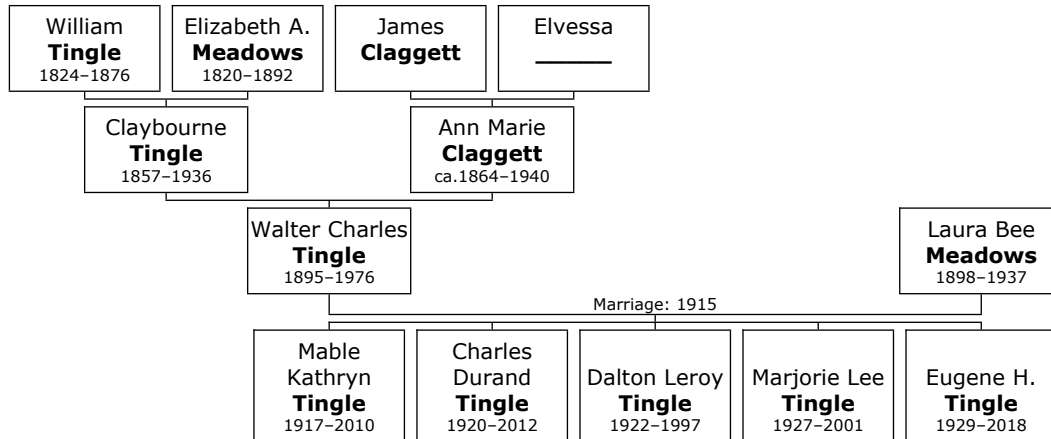 William
Tingle
1824–1876
Elizabeth A.
Meadows
1820–1892
James
Claggett
Elvessa
______
Claybourne
Tingle
1857–1936
Ann Marie
Claggett
ca.1864–1940
Walter Charles
Tingle
1895–1976
Laura Bee
Meadows
1898–1937
Marriage: 1915
Mable
Kathryn
Tingle
1917–2010
Charles
Durand
Tingle
1920–2012
Dalton Leroy
Tingle
1922–1997
Marjorie Lee
Tingle
1927–2001
Eugene H.
Tingle
1929–2018